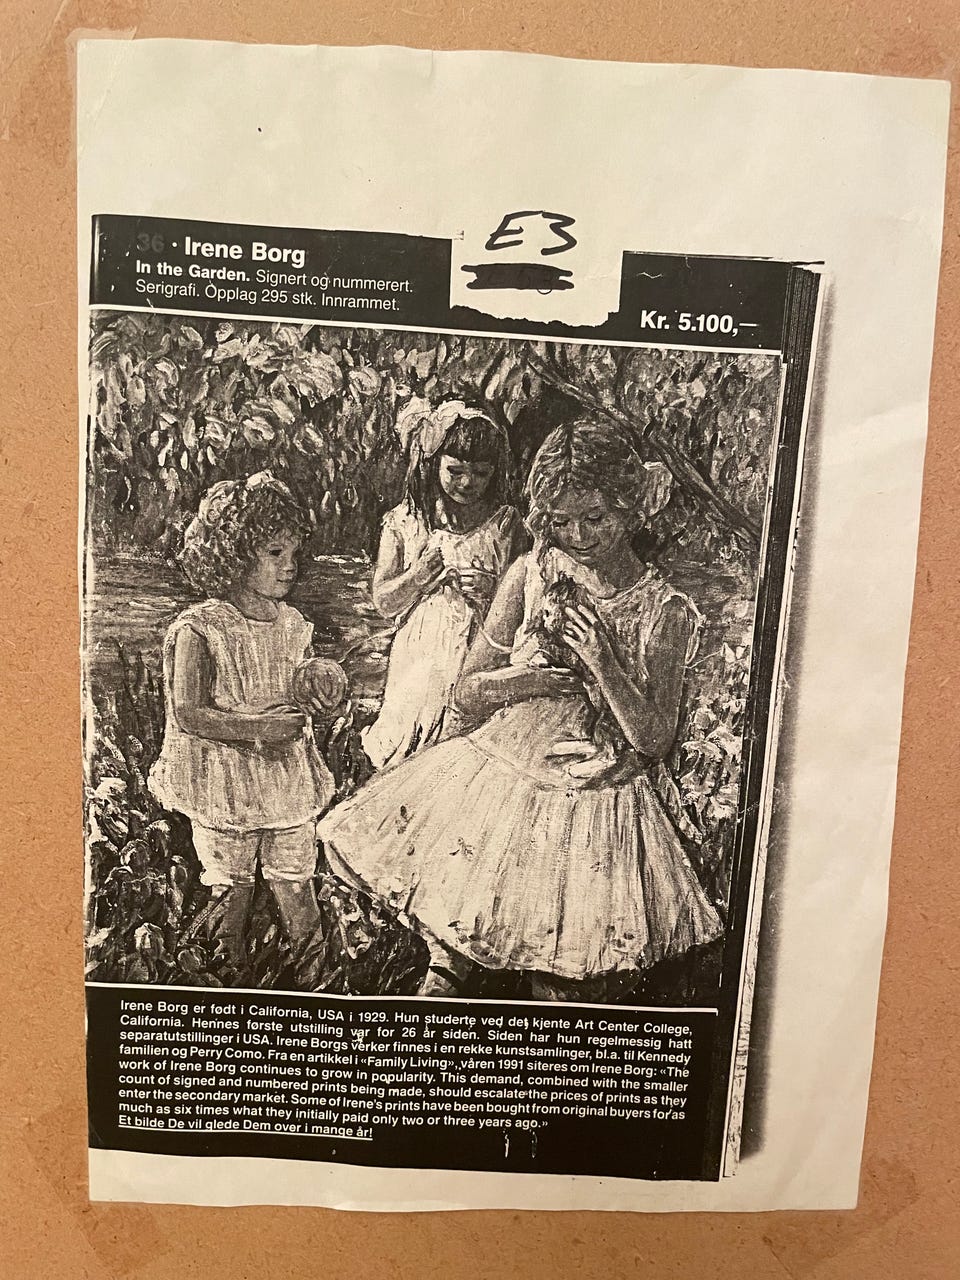 E3
36 · Irene Borg
In the Garden. Signert og nummerert.
Serigrafi. Opplag 295 stk. Innrammet.
Kr. 5.100,—
Irene Borg er født i California, USA i 1929. Hun studerte ved det kjente Art Center College,
California. Hennes første utstilling var for 26 år siden. Siden har hun regelmessig hatt
separatutstillinger i USA. Irene Borgs verker finnes i en rekke kunstsamlinger, bl.a. til Kennedy
familien og Perry Como. Fra en artikkel i «Family Living», våren 1991 siteres om Irene Borg: «The
work of Irene Borg continues to grow in popularity. This demand, combined with the smaller
count of signed and numbered prints being made, should escalate the prices of prints as they
enter the secondary market. Some of Irene's prints have been bought from original buyers for as
much as six times what they initially paid only two or three years ago.»
Et bilde De vil glede Dem over i mange år!